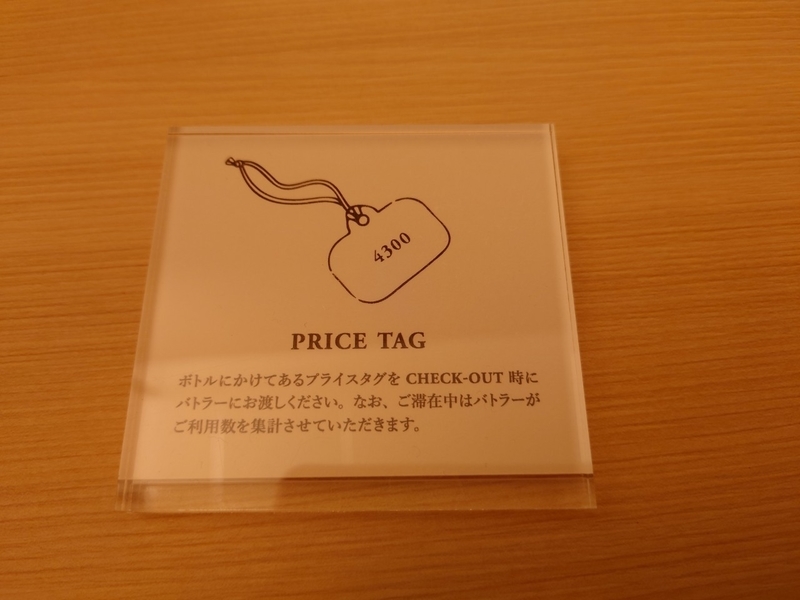 4300
PRICE TAG
ボトルにかけてあるプライスタグを CHECK-OUT 時に
バトラーにお渡しください。なお、ご滞在中はバトラーが
ご利用数を集計させていただきます。